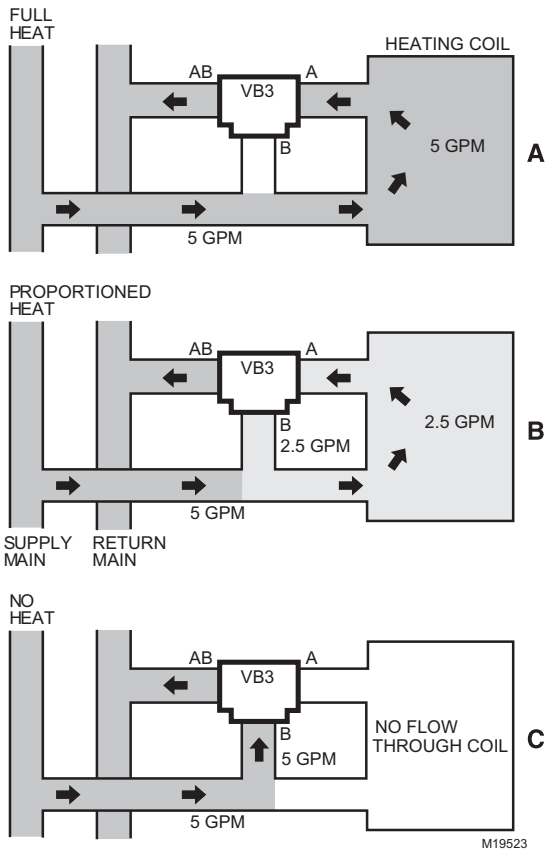 FULL
HEAT
HEATING COIL
AB
A
VB3
B
5 GPM
A
5 GPM
PROPORTIONED
HEAT
AB
A
VB3
B
2.5 GPM
2.5 GPM
B
5 GPM
SUPPLY
MAIN
RETURN
MAIN
NO
HEAT
AB
A
VB3
B
5 GPM
NO FLOW
THROUGH COIL
C
5 GPM
M19523